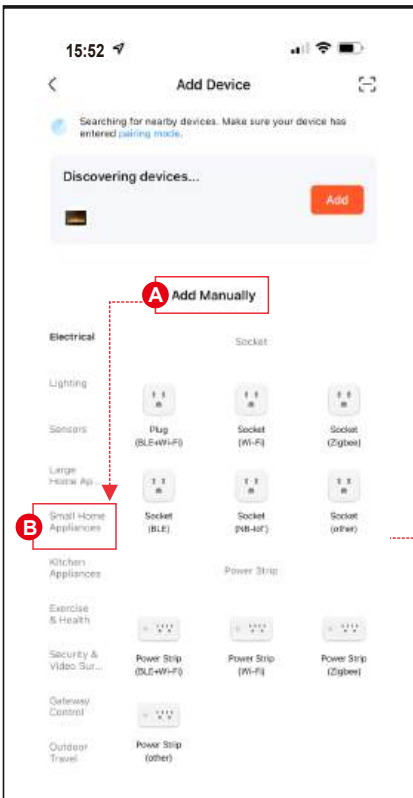 15:52
Add Device
Searching for nearby devices. Make sure your device has
entered pairing mode.
Discovering devices...
Add
A
Add Manually
Electrical
Socket
Lighting
Sensors
Plug
(BLE+Wi-Fi)
Socket
(Wi-Fi)
Socket
(Zigbee)
Large
Home Ap...
B
Small Home
Appliances
Socket
(BLE)
Socket
(NB-IoT)
Socket
(other)
Kitchen
Appliances
Power Strip
Exercise
& Health
Security &
Video Sur...
Power Strip
(BLE+Wi-Fi)
Power Strip
(Wi-Fi)
Power Strip
(Zigbee)
Gateway
Control
Outdoor
Travel
Power Strip
(other)